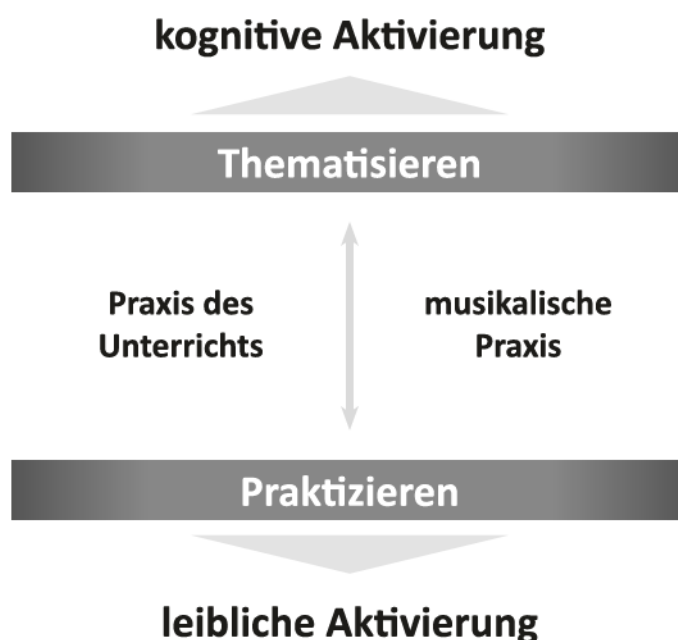 kognitive Aktivierung
Thematisieren
Praxis des
Unterrichts
musikalische
Praxis
Praktizieren
leibliche Aktivierung